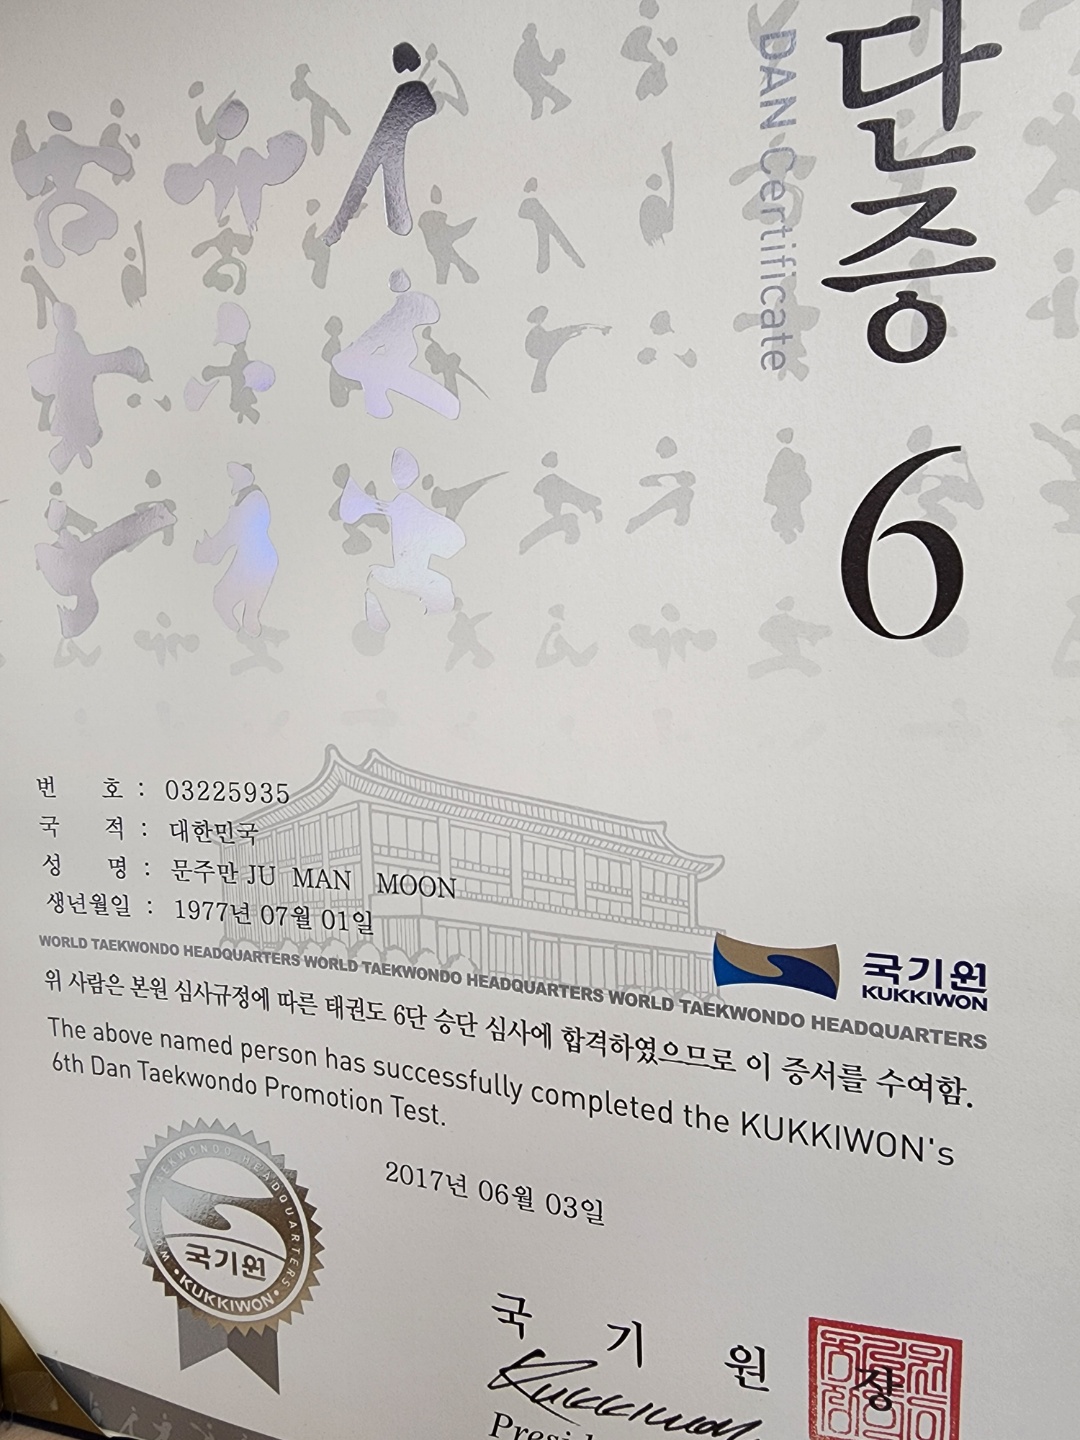 단증
DAN Certificate
6
번 호 : 03225935
국 적 : 대한민국
성 명 : 문주만 JU MAN MOON
생년월일 : 1977년 07월 01일
국기원
KUKKIWON
WORLD TAEKWONDO HEADQUARTERS WORLD TAEKWONDO HEADQUARTERS WORLD TAEKWONDO HEADQUARTERS
위 사람은 본원 심사규정에 따른 태권도 6단 승단 심사에 합격하였으므로 이 증서를 수여함.
The above named person has successfully completed the KUKKIWON's
6th Dan Taekwondo Promotion Test.
2017년 06월 03일
TAEKWONDO HEADQUARTERS
국기원
KUKKIWON
국 기 원 장
Kukkiwon